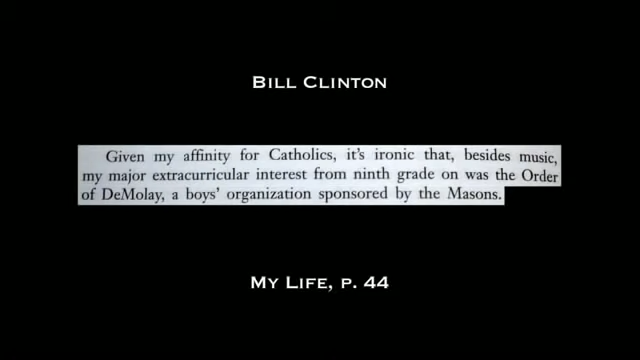 BILL CLINTON
Given my affinity for Catholics, it's ironic that, besides music,
my major extracurricular interest from ninth grade on was the Order
of DeMolay, a boys' organization sponsored by the Masons.
MY LIFE, P. 44